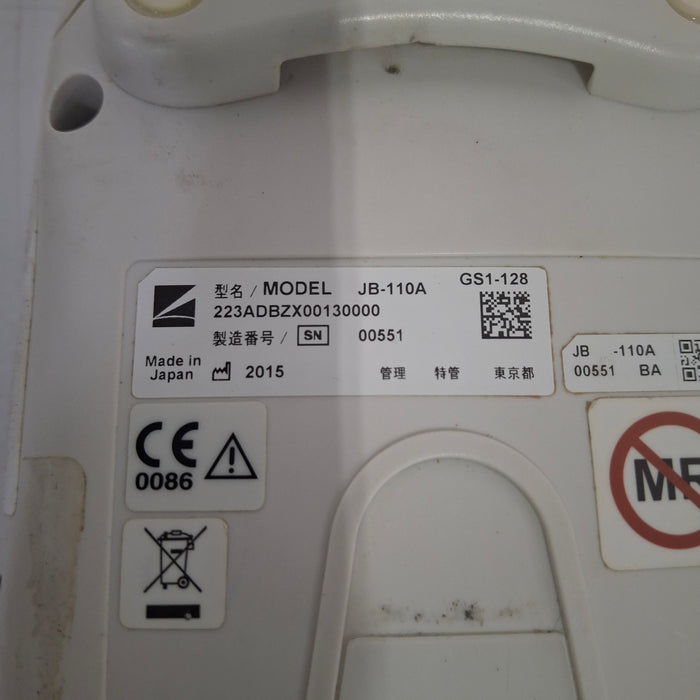 型名 / MODEL JB-110A GS1-128
223ADBZX00130000
製造番号 / SN 00551
Made in
Japan 2015 管理 特管 東京都
JB -110A
00551 BA
CE
0086
MR